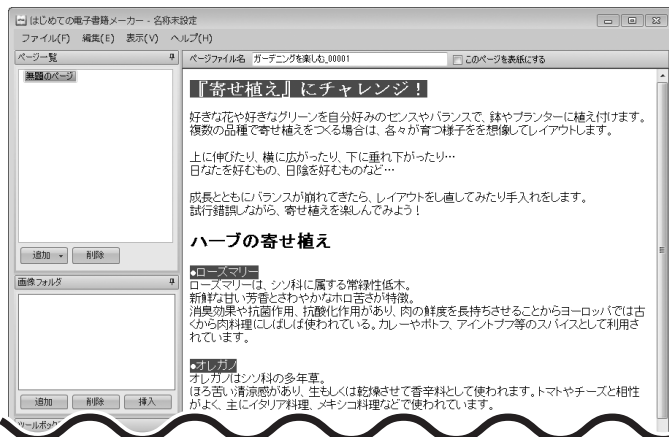 はじめての電子書籍メーカー - 名称未設定
ファイル(F) 編集(E) 表示(V) ヘルプ(H)
ページ一覧
ページファイル名 ガーデニングを楽しむ_00001 このページを表紙にする
無題のページ
『寄せ植え』にチャレンジ！
好きな花や好きなグリーンを自分好みのセンスやバランスで、鉢やプランターに植え付けます。
複数の品種で寄せ植えをつくる場合は、各々が育つ様子をを想像してレイアウトします。
上に伸びたり、横に広がったり、下に垂れ下がったり…
日なたを好むもの、日陰を好むものなど…
成長とともにバランスが崩れてきたら、レイアウトをし直してみたり手入れをします。
試行錯誤しながら、寄せ植えを楽しんでみよう！
追加 削除
ハーブの寄せ植え
画像フォルダ
●ローズマリー
ローズマリーは、シソ科に属する常緑性低木。
新鮮な甘い芳香とさわやかなホロ苦さが特徴。
消臭効果や抗菌作用、抗酸化作用があり、肉の鮮度を長持ちさせることからヨーロッパでは古
くから肉料理にしばしば使われている。カレーやポトフ、アイントプフ等のスパイスとして利用さ
れています。
●オレガノ
オレガノはシソ科の多年草。
ほろ苦い清涼感があり、生もしくは乾燥させて香辛料として使われます。トマトやチーズと相性
がよく、主にイタリア料理、メキシコ料理などで使われています。
追加 削除 挿入
ツールボック